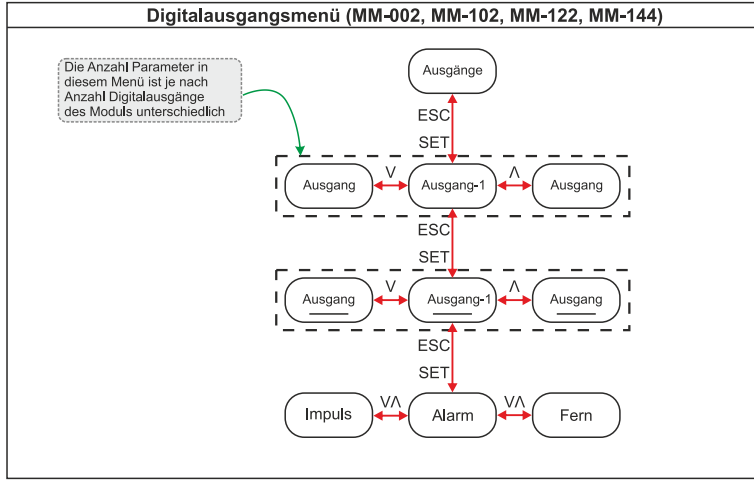 Digitalausgangsmenü (MM-002, MM-102, MM-122, MM-144)
Die Anzahl Parameter in
diesem Menü ist je nach
Anzahl Digitalausgänge
des Moduls unterschiedlich
Ausgänge
ESC
SET
Ausgang V Ausgang-1 Λ Ausgang
ESC
SET
Ausgang V Ausgang-1 Λ Ausgang
ESC
SET
Impuls VΛ Alarm VΛ Fern